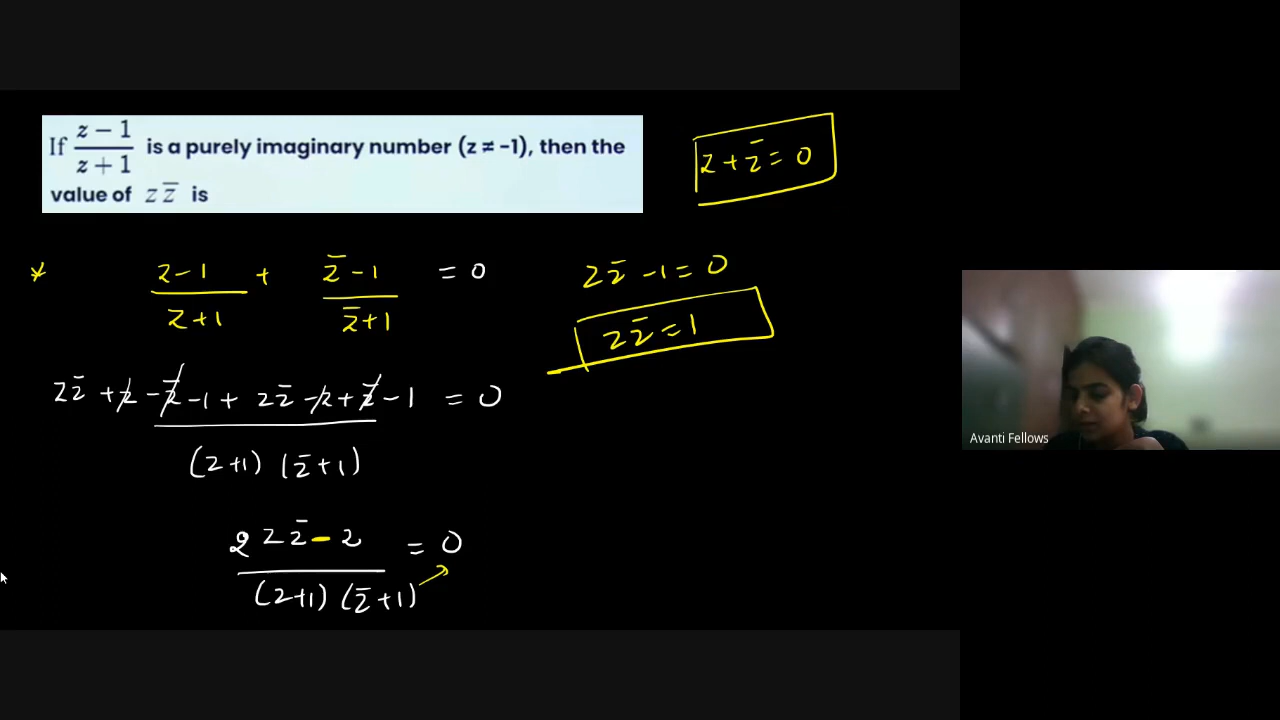 If z − 1 / z + 1 is a purely imaginary number (z ≠ -1), then the
value of z z̅ is
z + z̅ = 0
* z-1 / z+1 + z̅-1 / z̅+1 = 0
z z̅ + z - z̅ - 1 + z z̅ - z + z̅ - 1 / (z+1) (z̅+1) = 0
2 z z̅ - 2 / (z+1) (z̅+1) = 0
z z̅ - 1 = 0
z z̅ = 1
Avanti Fellows